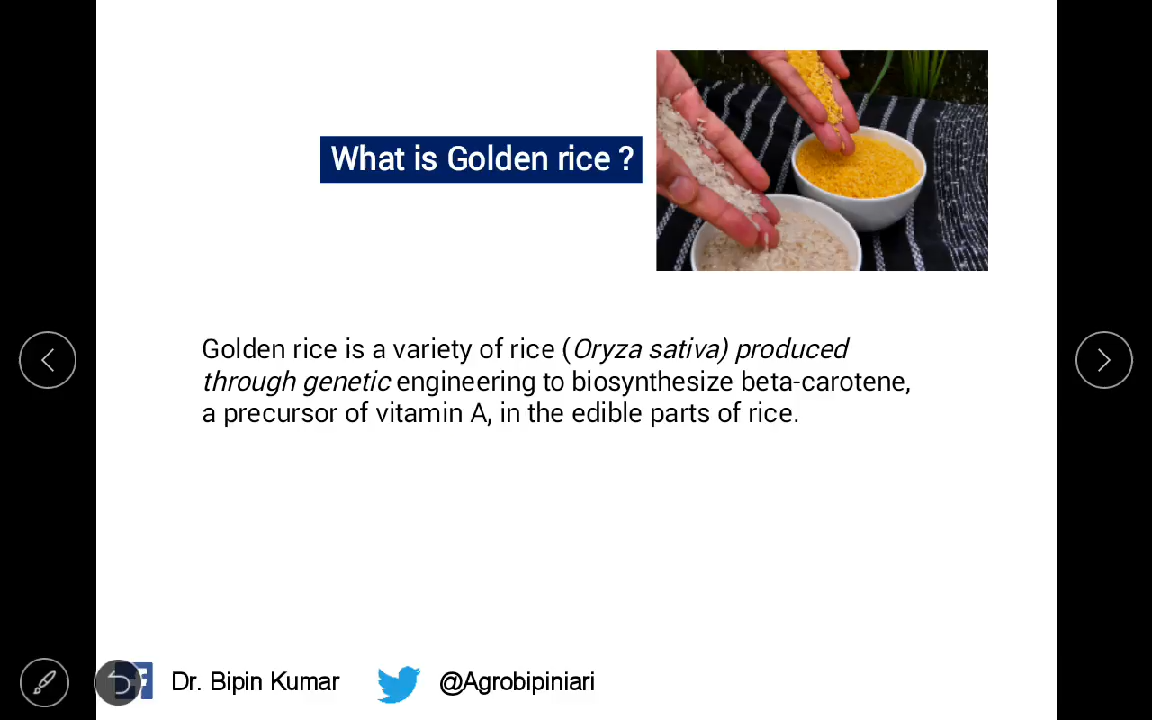 What is Golden rice ?
Golden rice is a variety of rice (Oryza sativa) produced
through genetic engineering to biosynthesize beta-carotene,
a precursor of vitamin A, in the edible parts of rice.
Dr. Bipin Kumar @Agrobipiniari